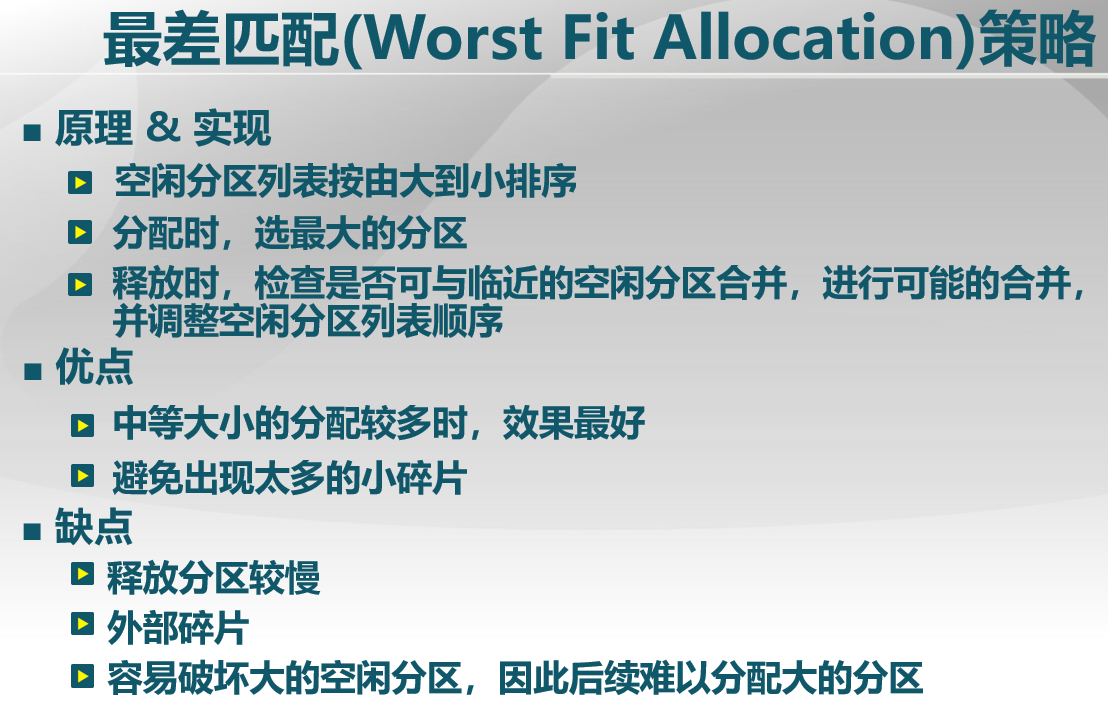 最差匹配(Worst Fit Allocation)策略
原理 & 实现
空闲分区列表按由大到小排序
分配时，选最大的分区
释放时，检查是否可与临近的空闲分区合并，进行可能的合并，
并调整空闲分区列表顺序
优点
中等大小的分配较多时，效果最好
避免出现太多的小碎片
缺点
释放分区较慢
外部碎片
容易破坏大的空闲分区，因此后续难以分配大的分区